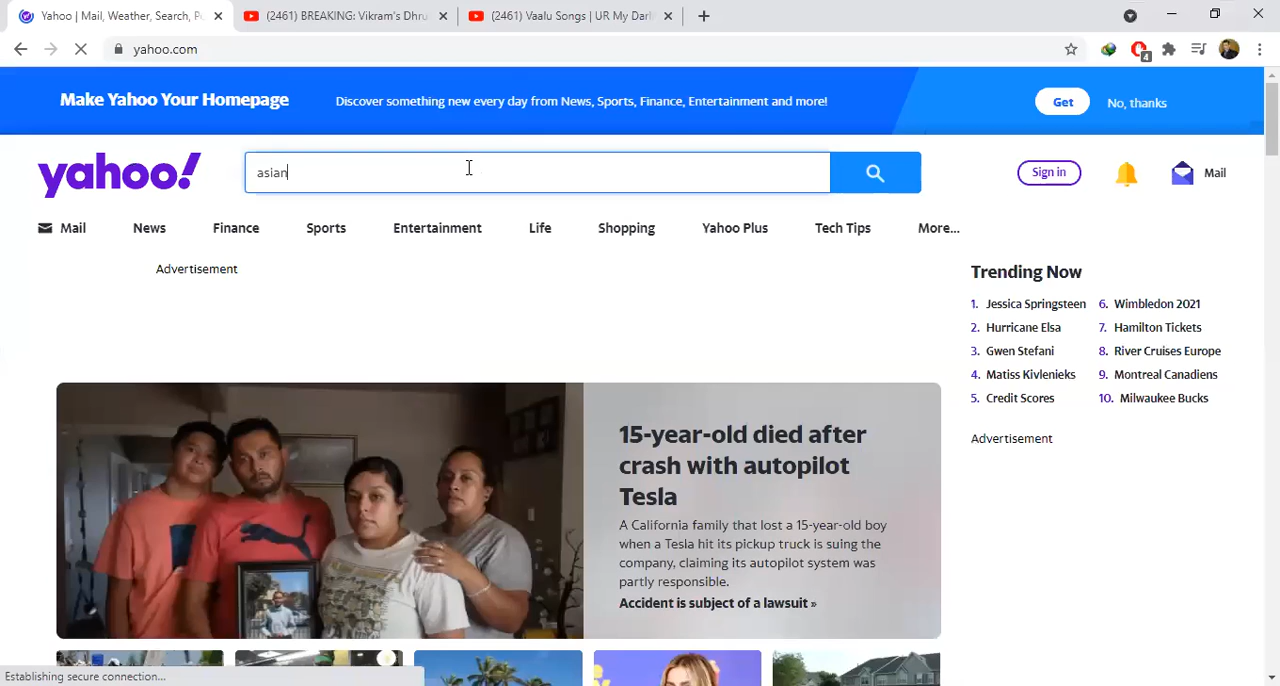 Yahoo | Mail, Weather, Search, Po
(2461) BREAKING: Vikram's Dhru
(2461) Vaalu Songs | UR My Darl
yahoo.com
4
Make Yahoo Your Homepage
Discover something new every day from News, Sports, Finance, Entertainment and more!
Get
No, thanks
yahoo!
asian
Sign in
Mail
Mail
News
Finance
Sports
Entertainment
Life
Shopping
Yahoo Plus
Tech Tips
More...
Advertisement
Trending Now
1. Jessica Springsteen
2. Hurricane Elsa
3. Gwen Stefani
4. Matiss Kivlenieks
5. Credit Scores
6. Wimbledon 2021
7. Hamilton Tickets
8. River Cruises Europe
9. Montreal Canadiens
10. Milwaukee Bucks
Advertisement
15-year-old died after
crash with autopilot
Tesla
A California family that lost a 15-year-old boy
when a Tesla hit its pickup truck is suing the
company, claiming its autopilot system was
partly responsible.
Accident is subject of a lawsuit »
Establishing secure connection...